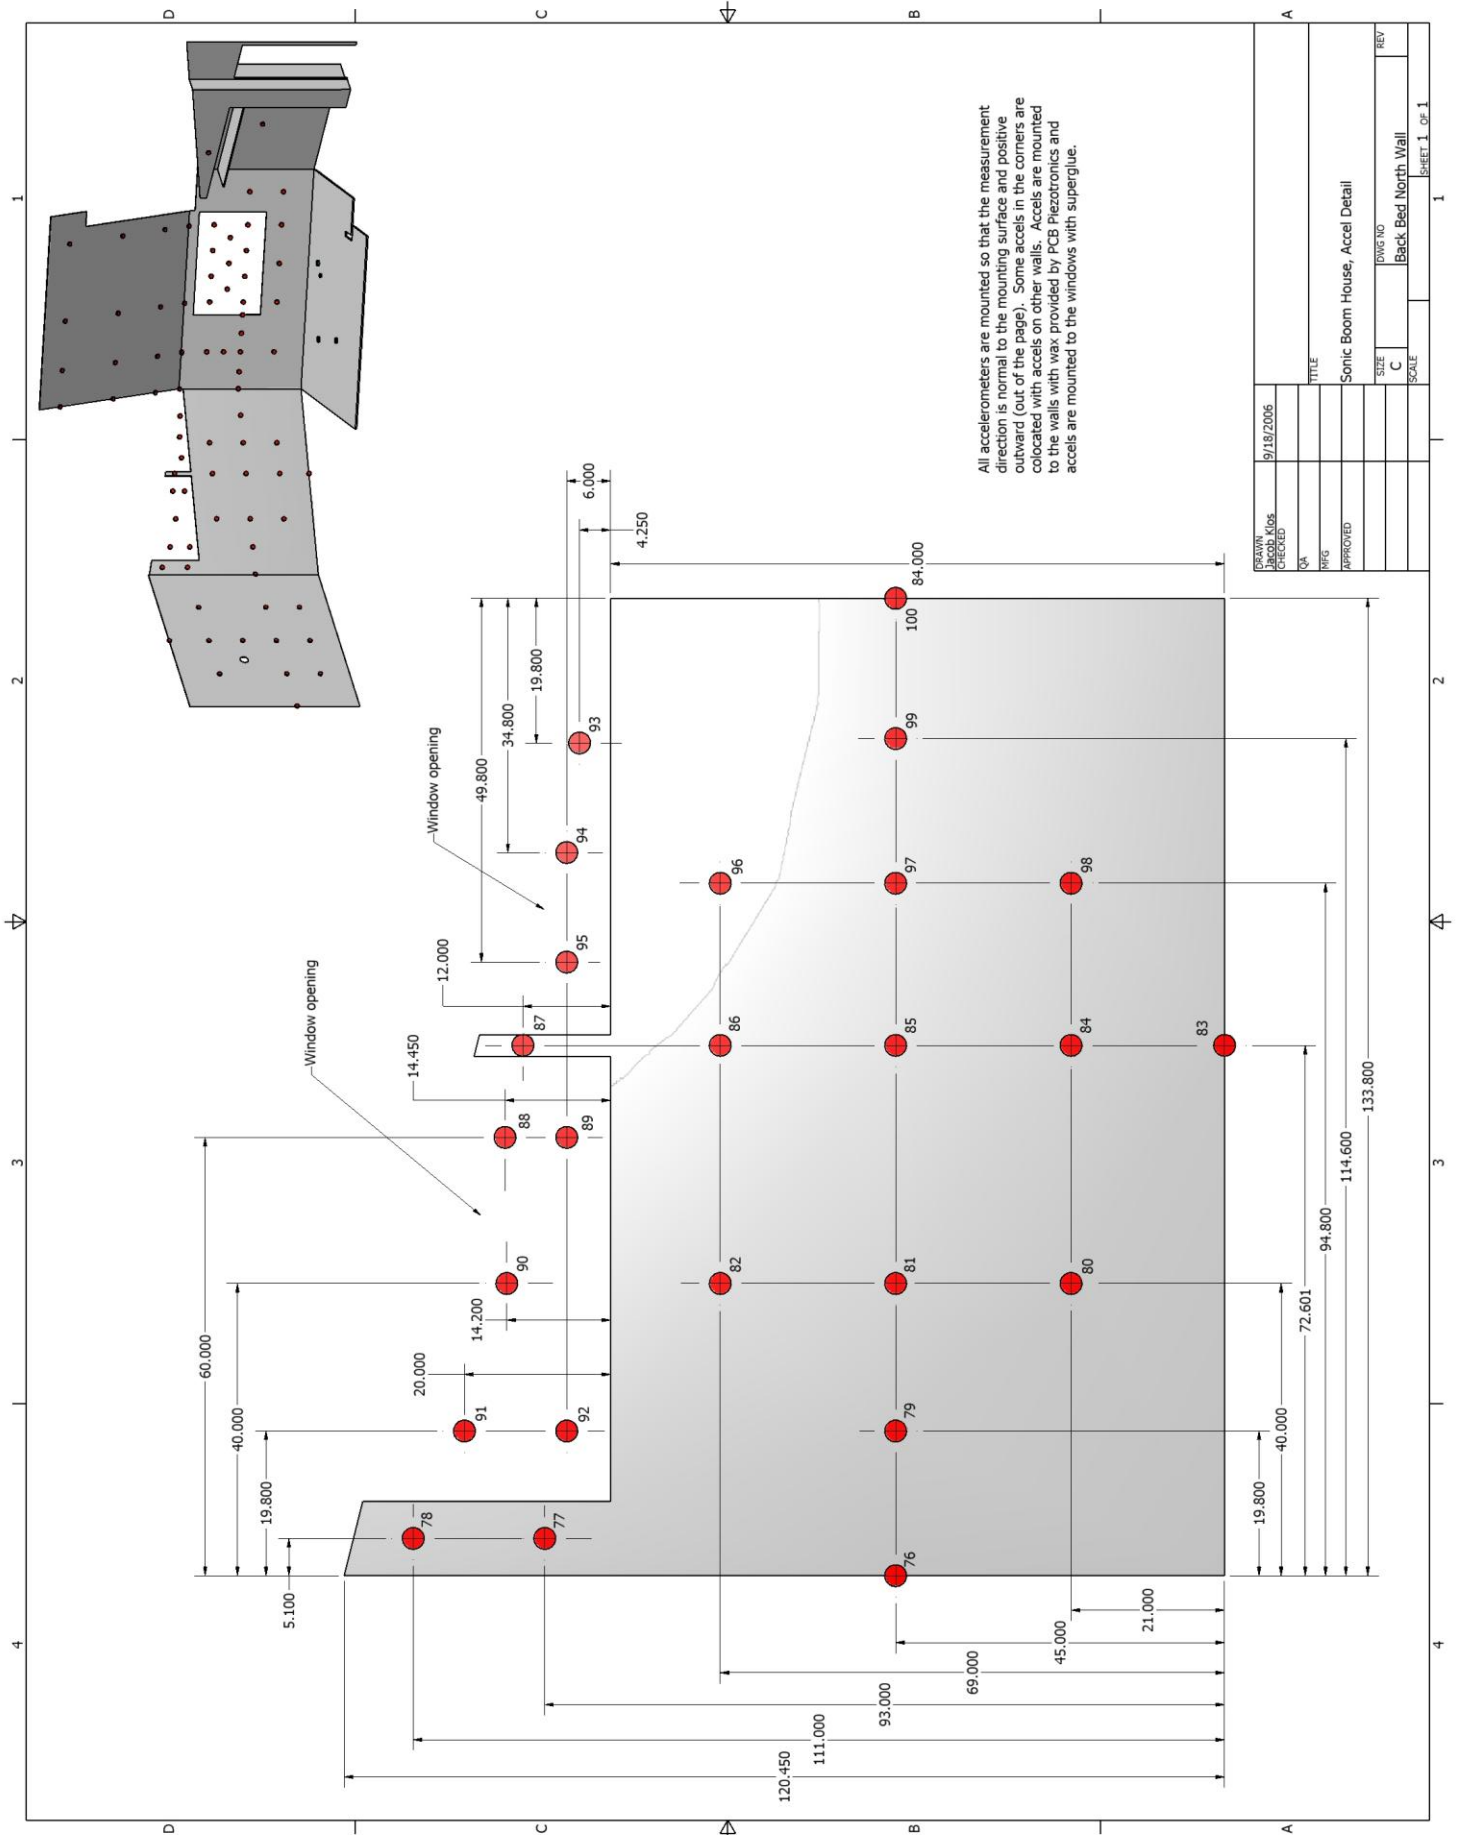 D
C
B
A
1
2
3
4
All accelerometers are mounted so that the measurement
direction is normal to the mounting surface and positive
outward (out of the page).  Some accels in the corners are
colocated with accels on other walls.  Accels are mounted
to the walls with wax provided by PCB Piezotronics and
accels are mounted to the windows with superglue.
Window opening
Window opening
60.000
40.000
19.800
5.100
14.450
12.000
49.800
34.800
19.800
6.000
4.250
20.000
14.200
84.000
78
77
91
92
90
88
89
87
95
94
93
82
86
96
76
79
81
85
97
99
100
80
84
98
83
120.450
111.000
93.000
69.000
45.000
21.000
19.800
40.000
72.601
94.800
114.600
133.800
DRAWN
Jacob Klos
9/18/2006
CHECKED
QA
MFG
APPROVED
TITLE
Sonic Boom House, Accel Detail
SIZE
C
DWG NO
Back Bed North Wall
REV
SCALE
SHEET 1 OF 1
D
C
B
A
1
2
3
4